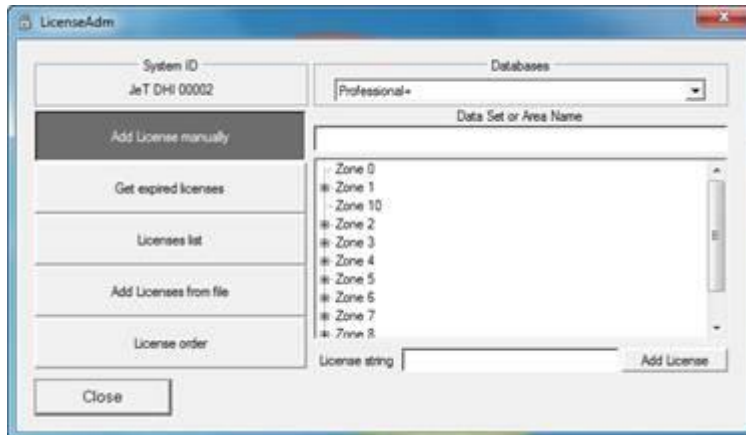 LicenseAdm
System ID
JeT DHI 00002
Databases
Professional+
Add License manually
Data Set or Area Name
Get expired licenses
Licenses list
Add Licenses from file
License order
Zone 0
Zone 1
Zone 10
Zone 2
Zone 3
Zone 4
Zone 5
Zone 6
Zone 7
Zone 8
License string
Add License
Close